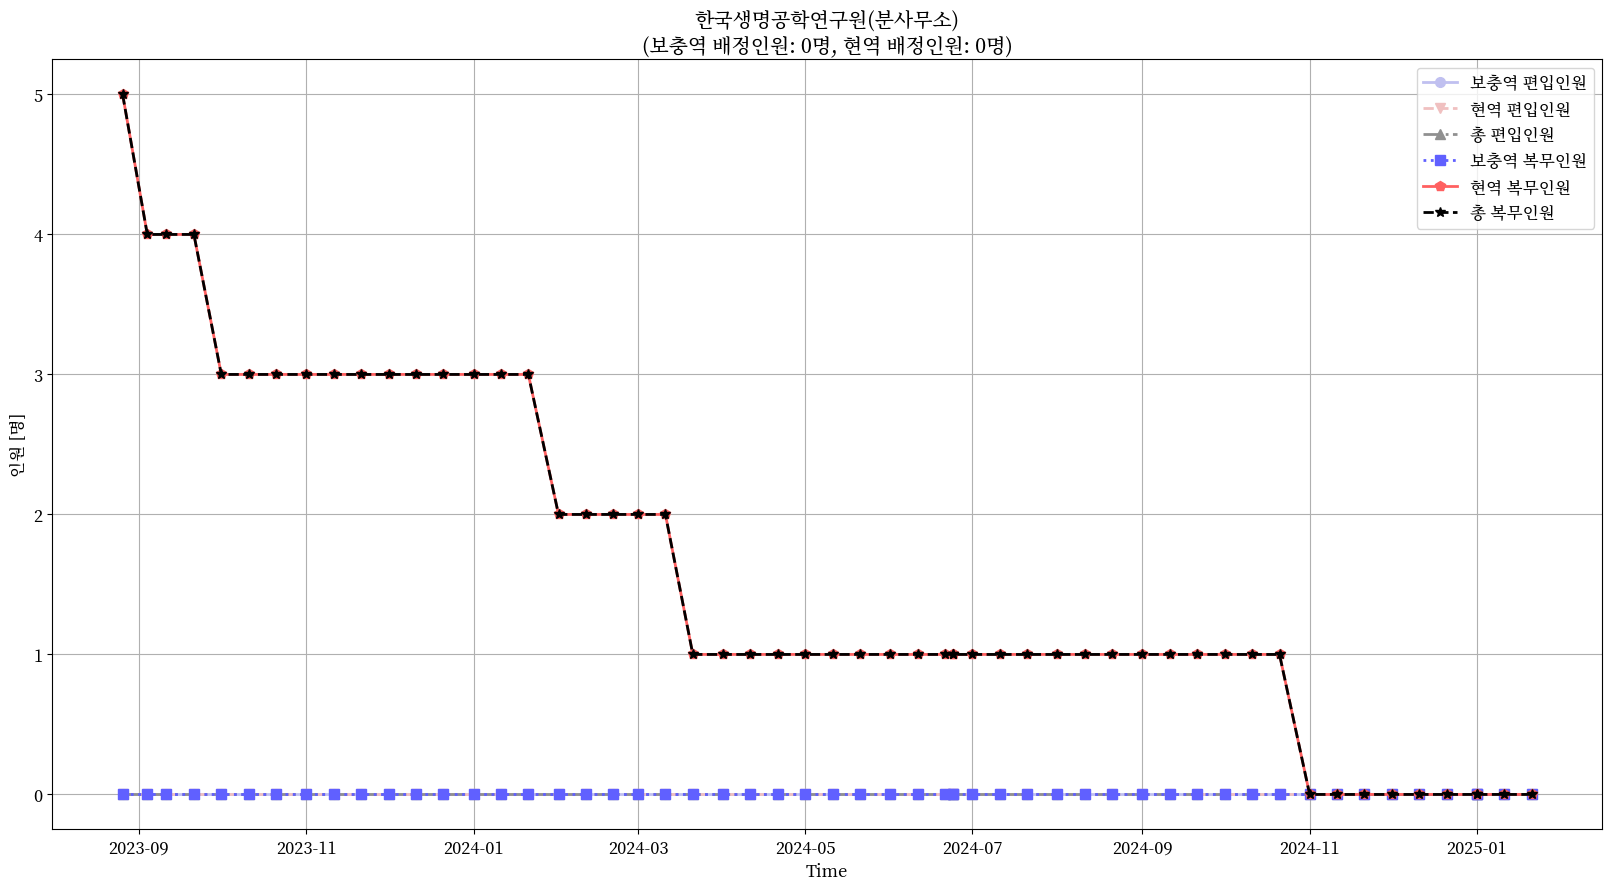 한국생명공학연구원(분사무소)
(보충역 배정인원: 0명, 현역 배정인원: 0명)
보충역 편입인원
현역 편입인원
총 편입인원
보충역 복무인원
현역 복무인원
총 복무인원
인원 [명]
5
4
3
2
1
0
2023-09
2023-11
2024-01
2024-03
2024-05
2024-07
2024-09
2024-11
2025-01
Time